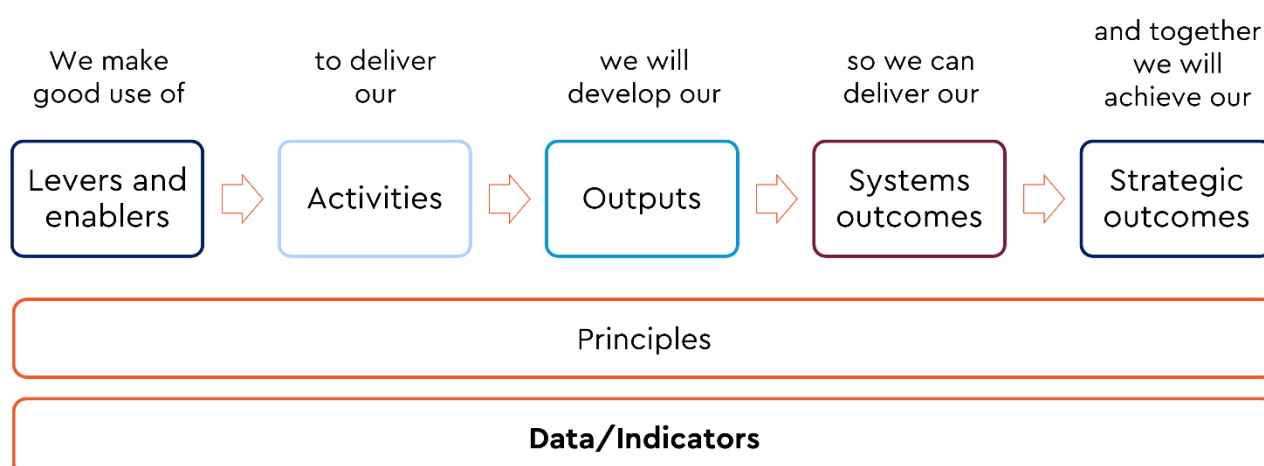 We make
good use of
to deliver
our
we will
develop our
so we can
deliver our
and together
we will
achieve our
Levers and
enablers
Activities
Outputs
Systems
outcomes
Strategic
outcomes
Principles
Data/Indicators